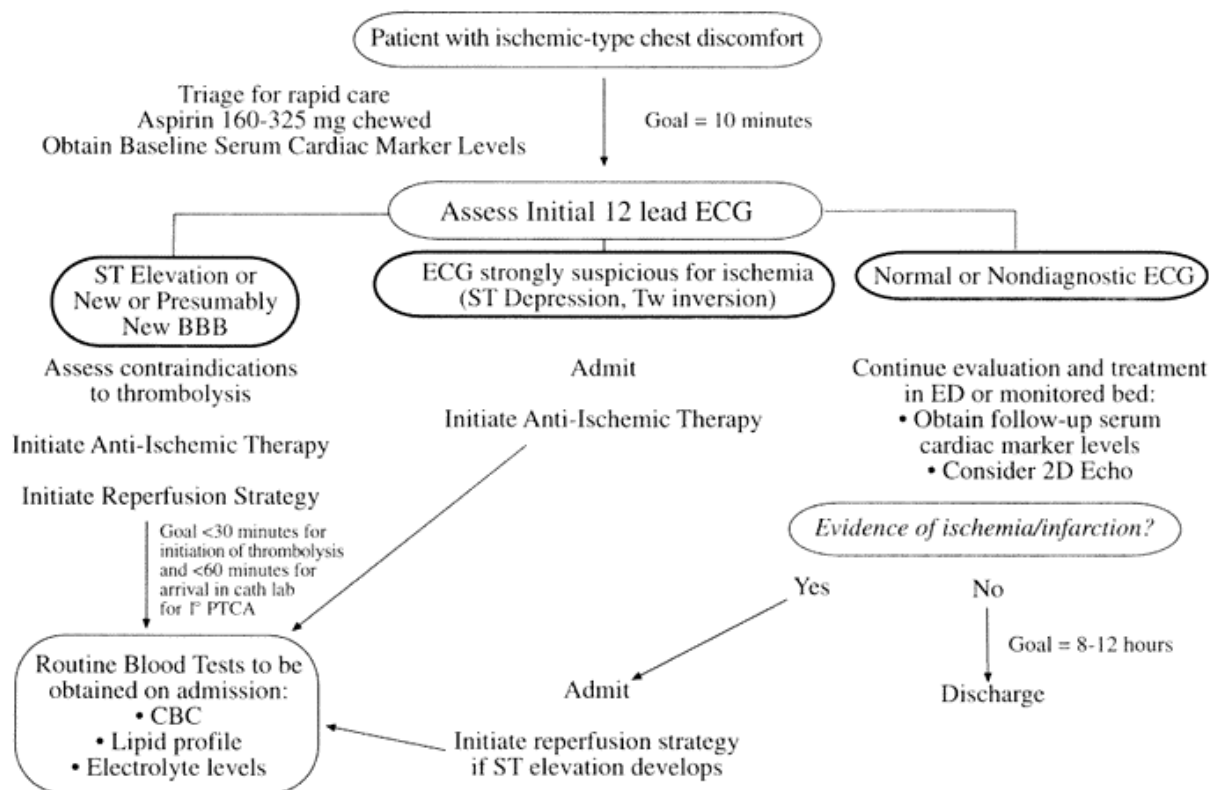 Patient with ischemic-type chest discomfort
Triage for rapid care
Aspirin 160-325 mg chewed
Obtain Baseline Serum Cardiac Marker Levels
Goal = 10 minutes
Assess Initial 12 lead ECG
ST Elevation or
New or Presumably
New BBB
ECG strongly suspicious for ischemia
(ST Depression, Tw inversion)
Normal or Nondiagnostic ECG
Assess contraindications
to thrombolysis
Initiate Anti-Ischemic Therapy
Initiate Reperfusion Strategy
Goal <30 minutes for
initiation of thrombolysis
and <60 minutes for
arrival in cath lab
for 1° PTCA
Admit
Initiate Anti-Ischemic Therapy
Continue evaluation and treatment
in ED or monitored bed:
• Obtain follow-up serum
cardiac marker levels
• Consider 2D Echo
Evidence of ischemia/infarction?
Yes
No
Goal = 8-12 hours
Discharge
Admit
Initiate reperfusion strategy
if ST elevation develops
Routine Blood Tests to be
obtained on admission:
• CBC
• Lipid profile
• Electrolyte levels